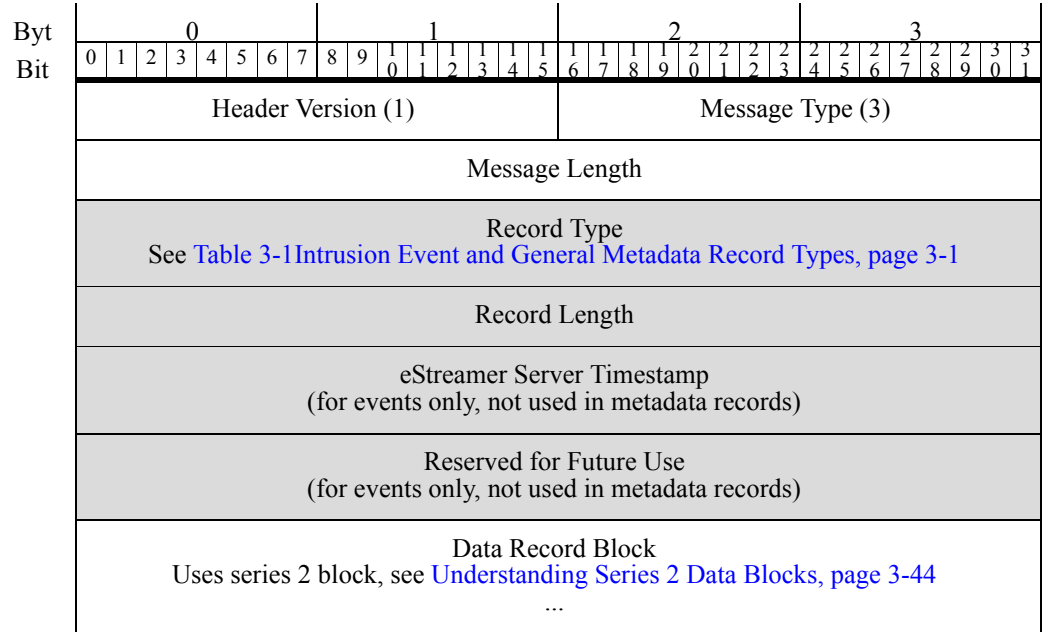 Byt 0 1 2 3
Bit 0 1 2 3 4 5 6 7 8 9 10 11 12 13 14 15 16 17 18 19 20 21 22 23 24 25 26 27 28 29 30 31
Header Version (1) Message Type (3)
Message Length
Record Type
See Table 3-1Intrusion Event and General Metadata Record Types, page 3-1
Record Length
eStreamer Server Timestamp
(for events only, not used in metadata records)
Reserved for Future Use
(for events only, not used in metadata records)
Data Record Block
Uses series 2 block, see Understanding Series 2 Data Blocks, page 3-44
...